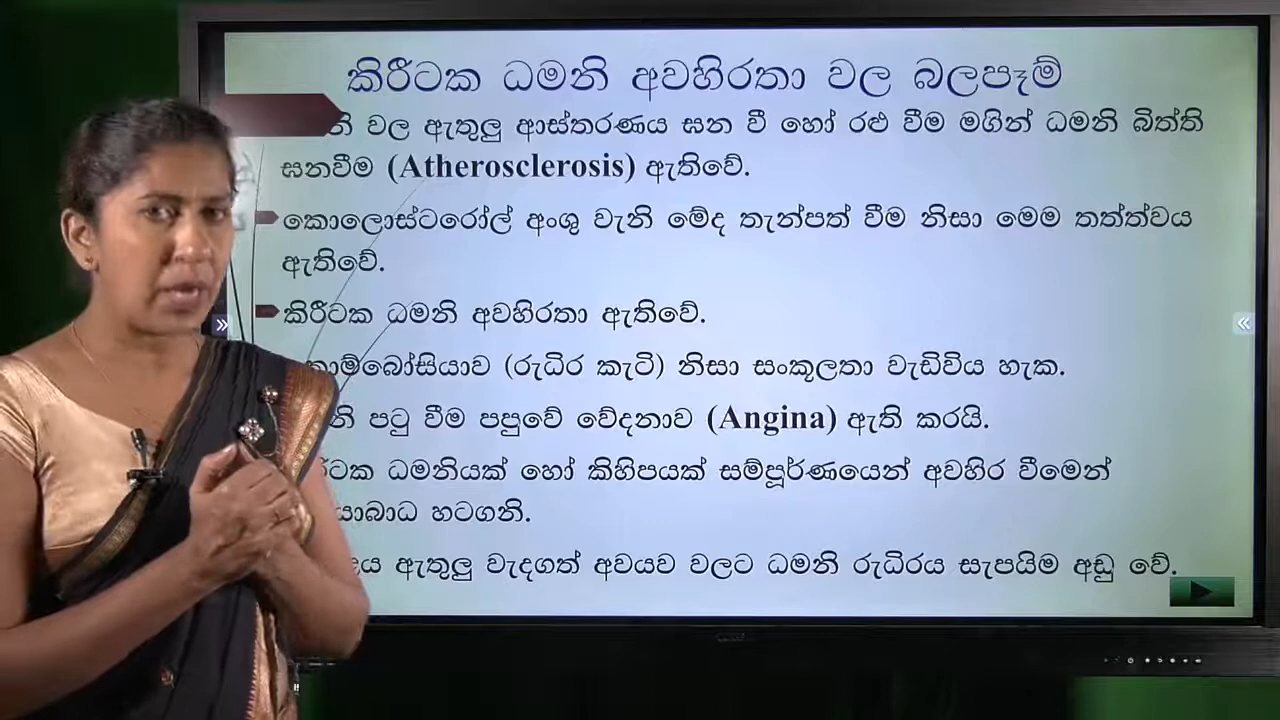 කිරීටක ධමනි අවහිරතා වල බලපෑම්
වල ඇතුලු ආස්තරණය ඝන වී හෝ රළු වීම මගින් ධමනි බිත්ති
ඝනවීම (Atherosclerosis) ඇතිවේ.
කොලොස්ටරෝල් අංශු වැනි මේද තැන්පත් වීම නිසා මෙම තත්ත්වය
ඇතිවේ.
කිරීටක ධමනි අවහිරතා ඇතිවේ.
(රුධිර කැටි) නිසා සංකූලතා වැඩිවිය හැක.
පටු වීම පපුවේ වේදනාව (Angina) ඇති කරයි.
ධමනියක් හෝ කිහිපයක් සම්පූර්ණයෙන් අවහිර වීමෙන්
හටගනි.
ඇතුලු වැදගත් අවයව වලට ධමනි රුධිරය සැපයීම අඩු වේ.